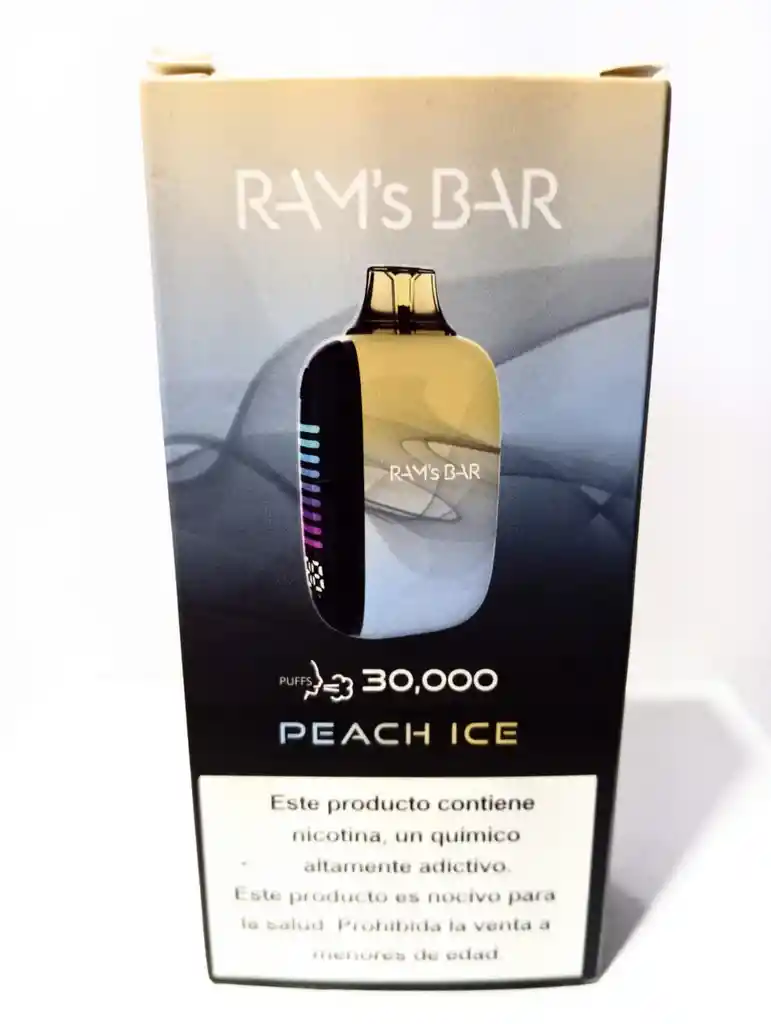 RAM's BAR
RAM's BAR
PUFFS 30,000
PEACH ICE
Este producto contiene
nicotina, un químico
altamente adictivo.
Este producto es nocivo para
la salud. Prohibida la venta a
menores de edad